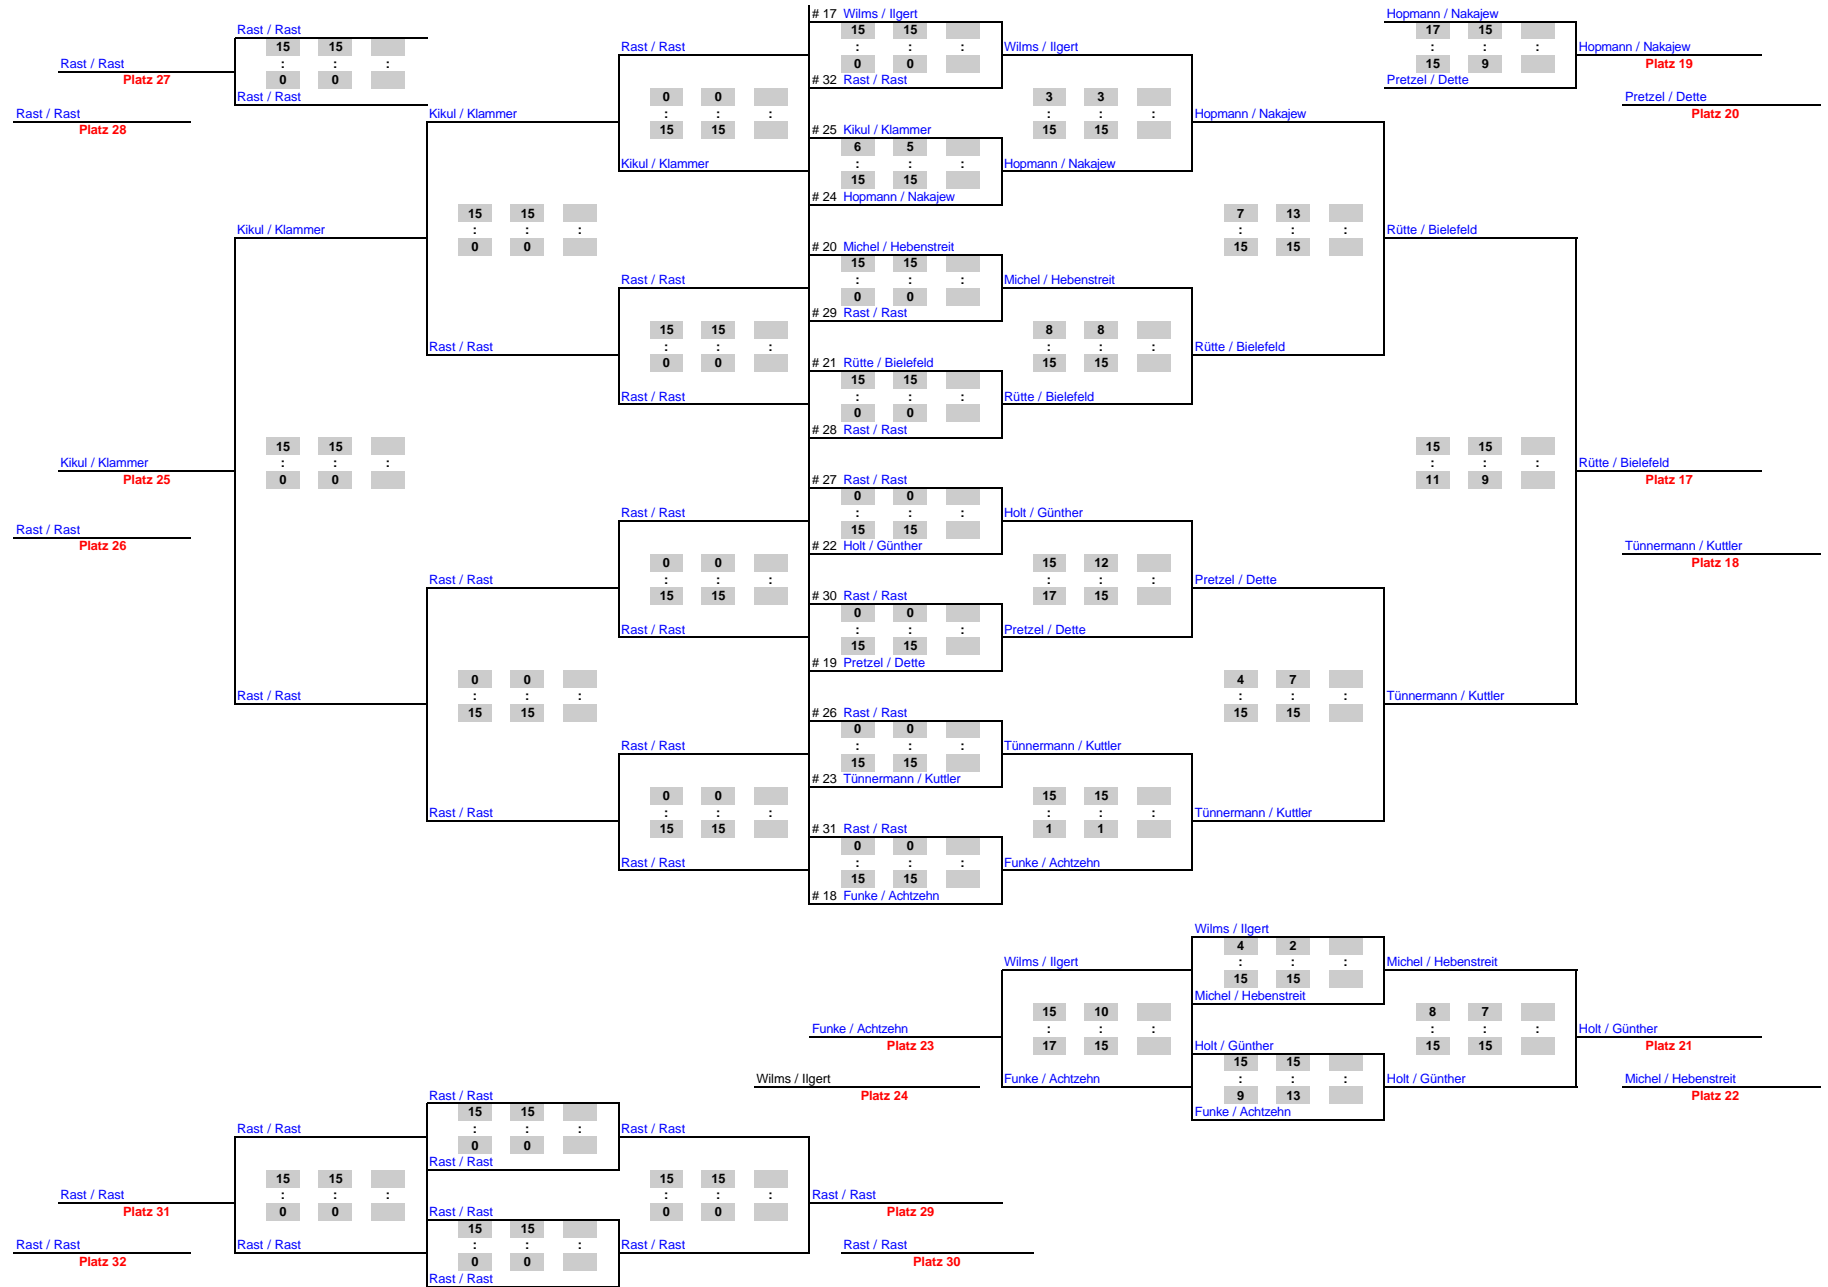 # 17 Wilms / Ilgert Hopmann / Nakajew
Rast / Rast 15 15 17 15
15 15 Rast / Rast : : : Wilms / Ilgert : : : Hopmann / Nakajew
Rast / Rast : : : 0 0 15 9 Platz 19
Platz 27 0 0 # 32 Rast / Rast Pretzel / Dette
Rast / Rast 0 0 3 3 Pretzel / Dette
Rast / Rast Kikul / Klammer : : : : : : Hopmann / Nakajew Platz 20
Platz 28 15 15 # 25 Kikul / Klammer 15 15
6 5
Kikul / Klammer : : : Hopmann / Nakajew
15 15
# 24 Hopmann / Nakajew
15 15 7 13
Kikul / Klammer : : : : : : Rütte / Bielefeld
0 0 # 20 Michel / Hebenstreit 15 15
15 15
Rast / Rast : : : Michel / Hebenstreit
0 0
# 29 Rast / Rast
15 15 8 8
Rast / Rast : : : : : : Rütte / Bielefeld
0 0 # 21 Rütte / Bielefeld 15 15
15 15
Rast / Rast : : : Rütte / Bielefeld
0 0
# 28 Rast / Rast
15 15 15 15
Kikul / Klammer : : : : : : Rütte / Bielefeld
Platz 25 0 0 # 27 Rast / Rast 11 9 Platz 17
0 0
Rast / Rast : : : Holt / Günther
Rast / Rast 15 15
Platz 26 # 22 Holt / Günther Tünnermann / Kuttler
0 0 15 12 Platz 18
Rast / Rast : : : : : : Pretzel / Dette
15 15 # 30 Rast / Rast 17 15
0 0
Rast / Rast : : : Pretzel / Dette
15 15
# 19 Pretzel / Dette
0 0 4 7
Rast / Rast : : : : : : Tünnermann / Kuttler
15 15 # 26 Rast / Rast 15 15
0 0
Rast / Rast : : : Tünnermann / Kuttler
15 15
# 23 Tünnermann / Kuttler
0 0 15 15
Rast / Rast : : : : : : Tünnermann / Kuttler
15 15 # 31 Rast / Rast 1 1
0 0
Rast / Rast : : : Funke / Achtzehn
15 15
# 18 Funke / Achtzehn
Wilms / Ilgert
4 2
Wilms / Ilgert : : : Michel / Hebenstreit
15 15
Michel / Hebenstreit
15 10 8 7
Funke / Achtzehn : : : : : : Holt / Günther
Platz 23 17 15 Holt / Günther 15 15 Platz 21
15 15
Wilms / Ilgert Funke / Achtzehn : : : Holt / Günther Michel / Hebenstreit
Platz 24 9 13 Platz 22
Rast / Rast Funke / Achtzehn
15 15
Rast / Rast : : : Rast / Rast
0 0
Rast / Rast
15 15 15 15
Rast / Rast : : : : : : Rast / Rast
Platz 31 0 0 Rast / Rast 0 0 Platz 29
15 15
Rast / Rast Rast / Rast : : : Rast / Rast Rast / Rast
Platz 32 0 0 Platz 30
Rast / Rast